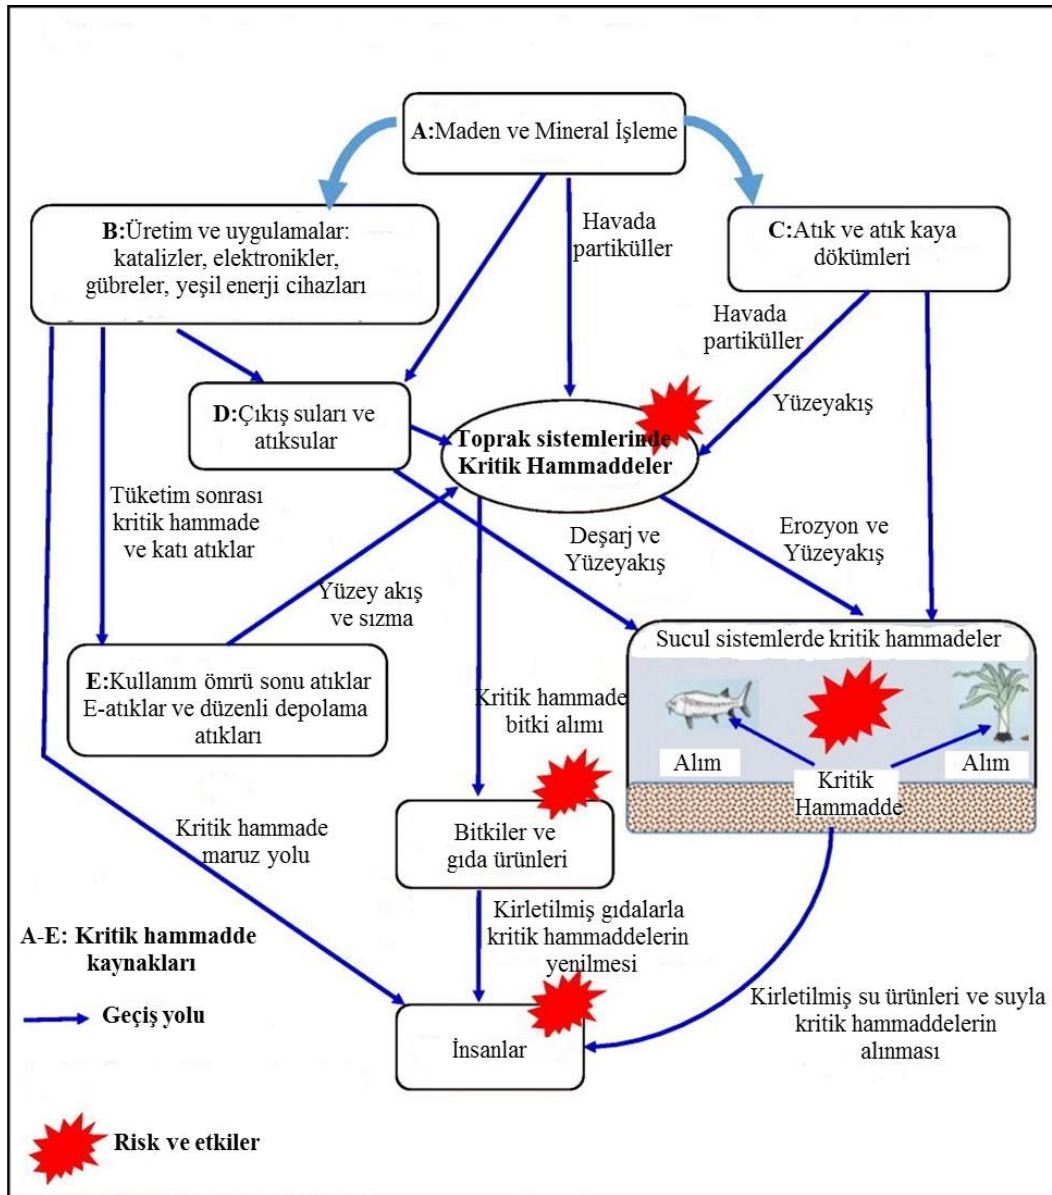 A:Maden ve Mineral İşleme
B:Üretim ve uygulamalar:
katalizler, elektronikler,
gübreler, yeşil enerji cihazları
Havada
partiküller
C:Atık ve atık kaya
dökümleri
Havada
partiküller
Yüzeyakış
D:Çıkış suları ve
atıksular
Toprak sistemlerinde
Kritik Hammaddeler
Tüketim sonrası
kritik hammade
ve katı atıklar
Deşarj ve
Yüzeyakış
Erozyon ve
Yüzeyakış
Yüzey akış
ve sızma
Sucul sistemlerde kritik hammadeler
E:Kullanım ömrü sonu atıklar
E-atıklar ve düzenli depolama
atıkları
Kritik hammade
bitki alımı
Alım
Kritik
Hammadde
Alım
Kritik hammade
maruz yolu
Bitkiler ve
gıda ürünleri
A-E: Kritik hammadde
kaynakları
Kirletilmiş gıdalarla
kritik hammaddelerin
yenilmesi
Geçiş yolu
Kirletilmiş su ürünleri ve suyla
kritik hammaddelerin
alınması
İnsanlar
Risk ve etkiler